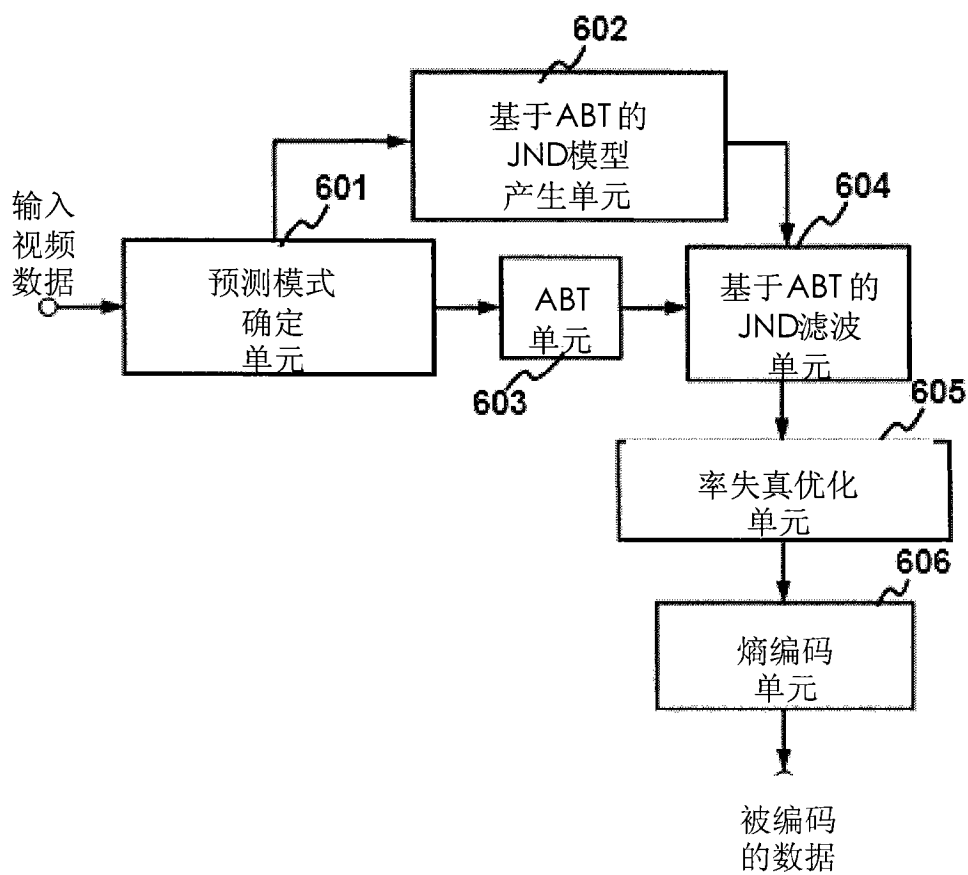 602
基于ABT的
JND模型
产生单元
601
604
输入
视频
数据
预测模式
确定
单元
ABT
单元
603
基于ABT的
JND滤波
单元
605
率失真优化
单元
606
熵编码
单元
被编码
的数据